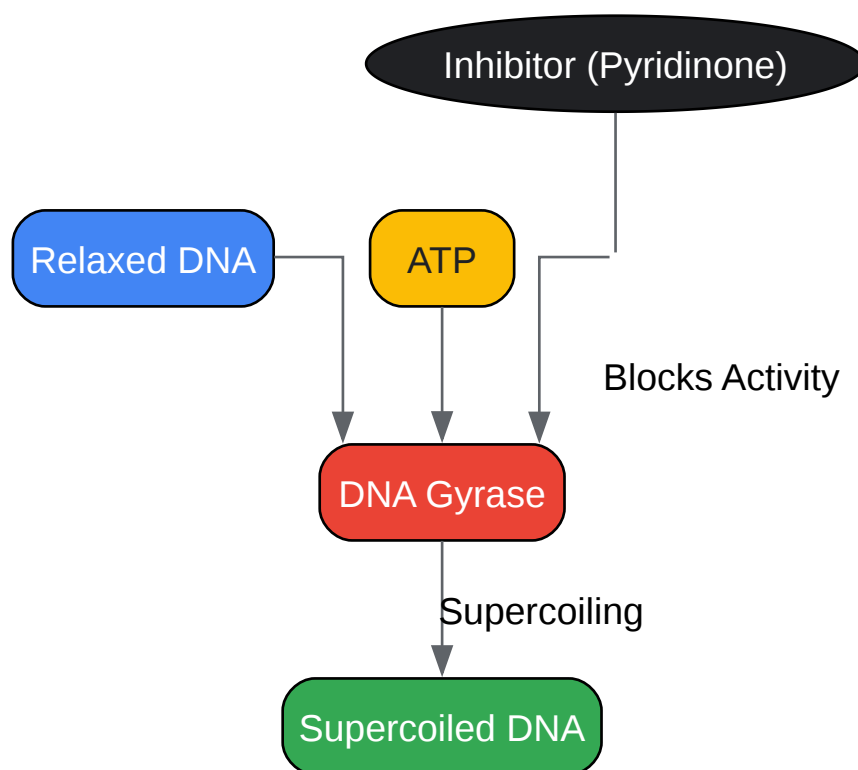 Inhibitor (Pyridinone)
Relaxed DNA
ATP
Blocks Activity
DNA Gyrase
Supercoiling
Supercoiled DNA